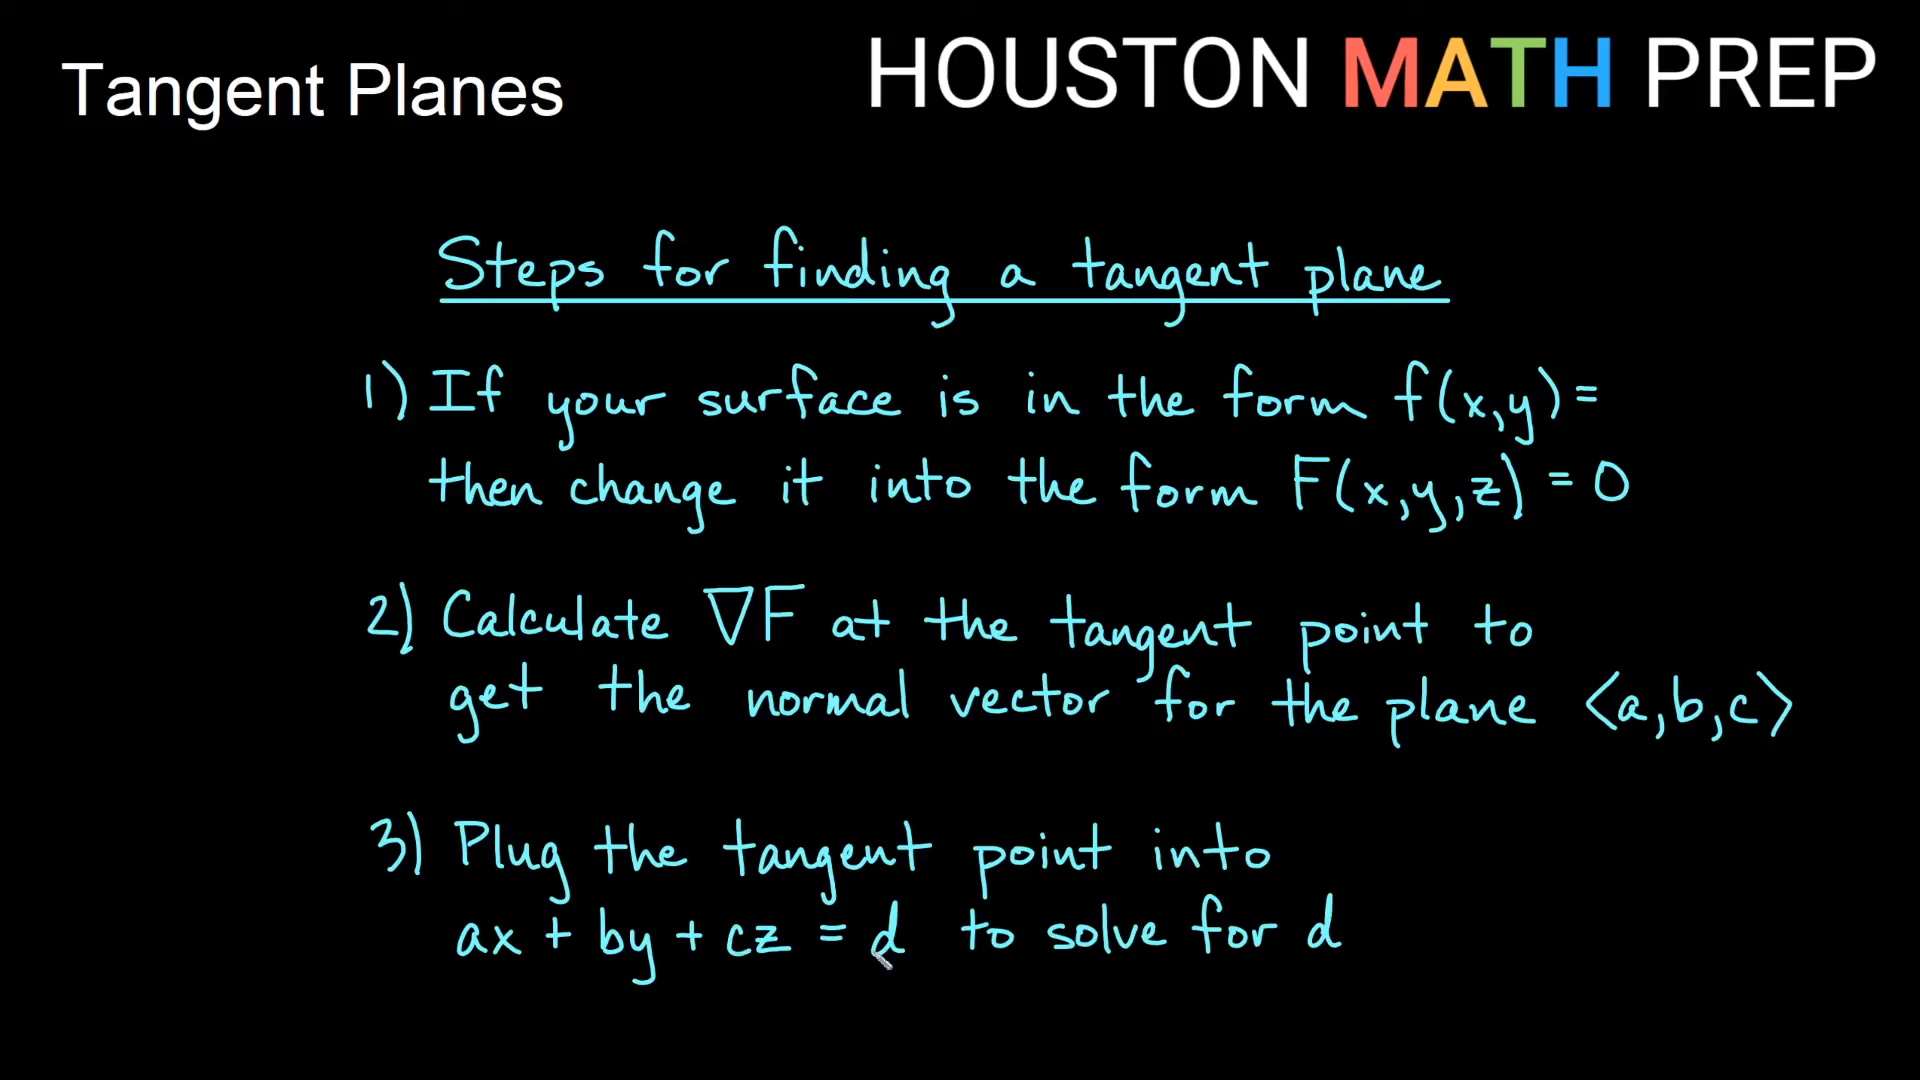 Tangent Planes
HOUSTON MATH PREP
Steps for finding a tangent plane
1) If your surface is in the form f(x,y)=
then change it into the form F(x,y,z) = 0
2) Calculate ∇F at the tangent point to
get the normal vector for the plane <a,b,c>
3) Plug the tangent point into
ax + by + cz = d to solve for d